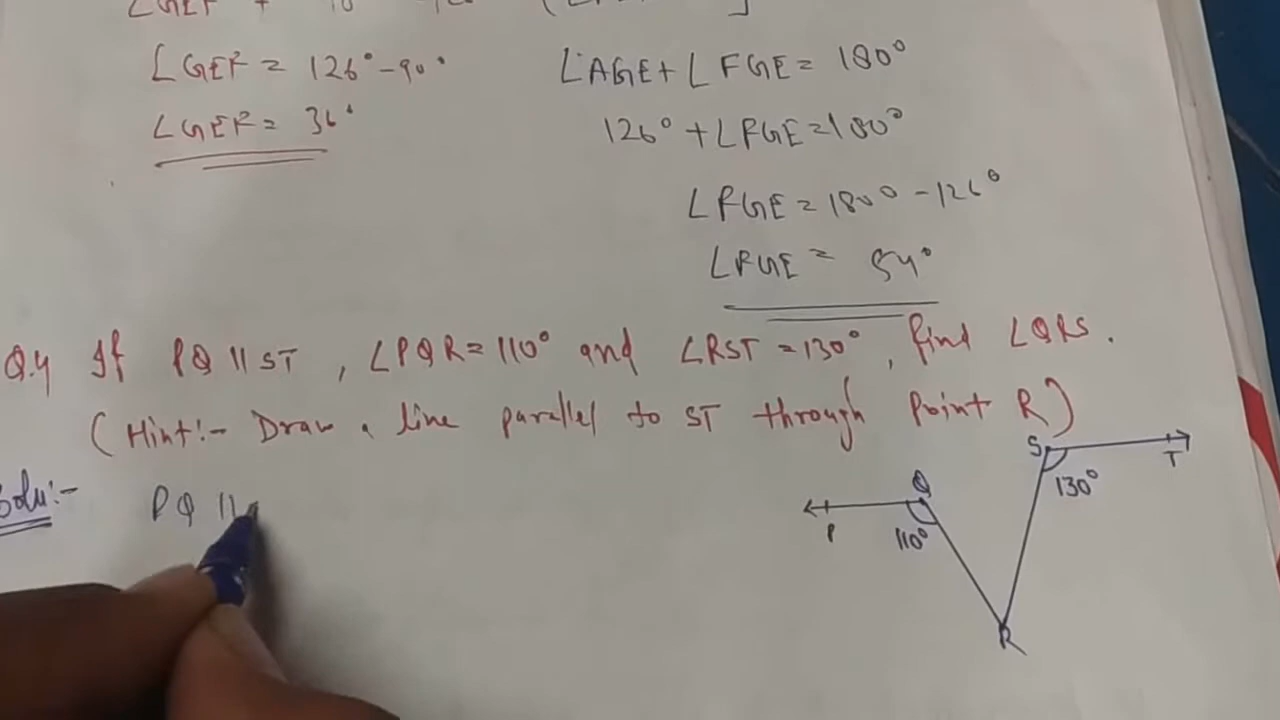 ∠GEF = 126° - 90°
∠GEF = 36°
∠AGE + ∠FGE = 180°
126° + ∠FGE = 180°
∠FGE = 180° - 126°
∠FGE = 54°
Q.4 If PQ || ST, ∠PQR = 110° and ∠RST = 130°, find ∠QRS.
(Hint:- Draw a line parallel to ST through Point R)
Solu:- PQ ||
S
T
130°
Q
P
110°
R